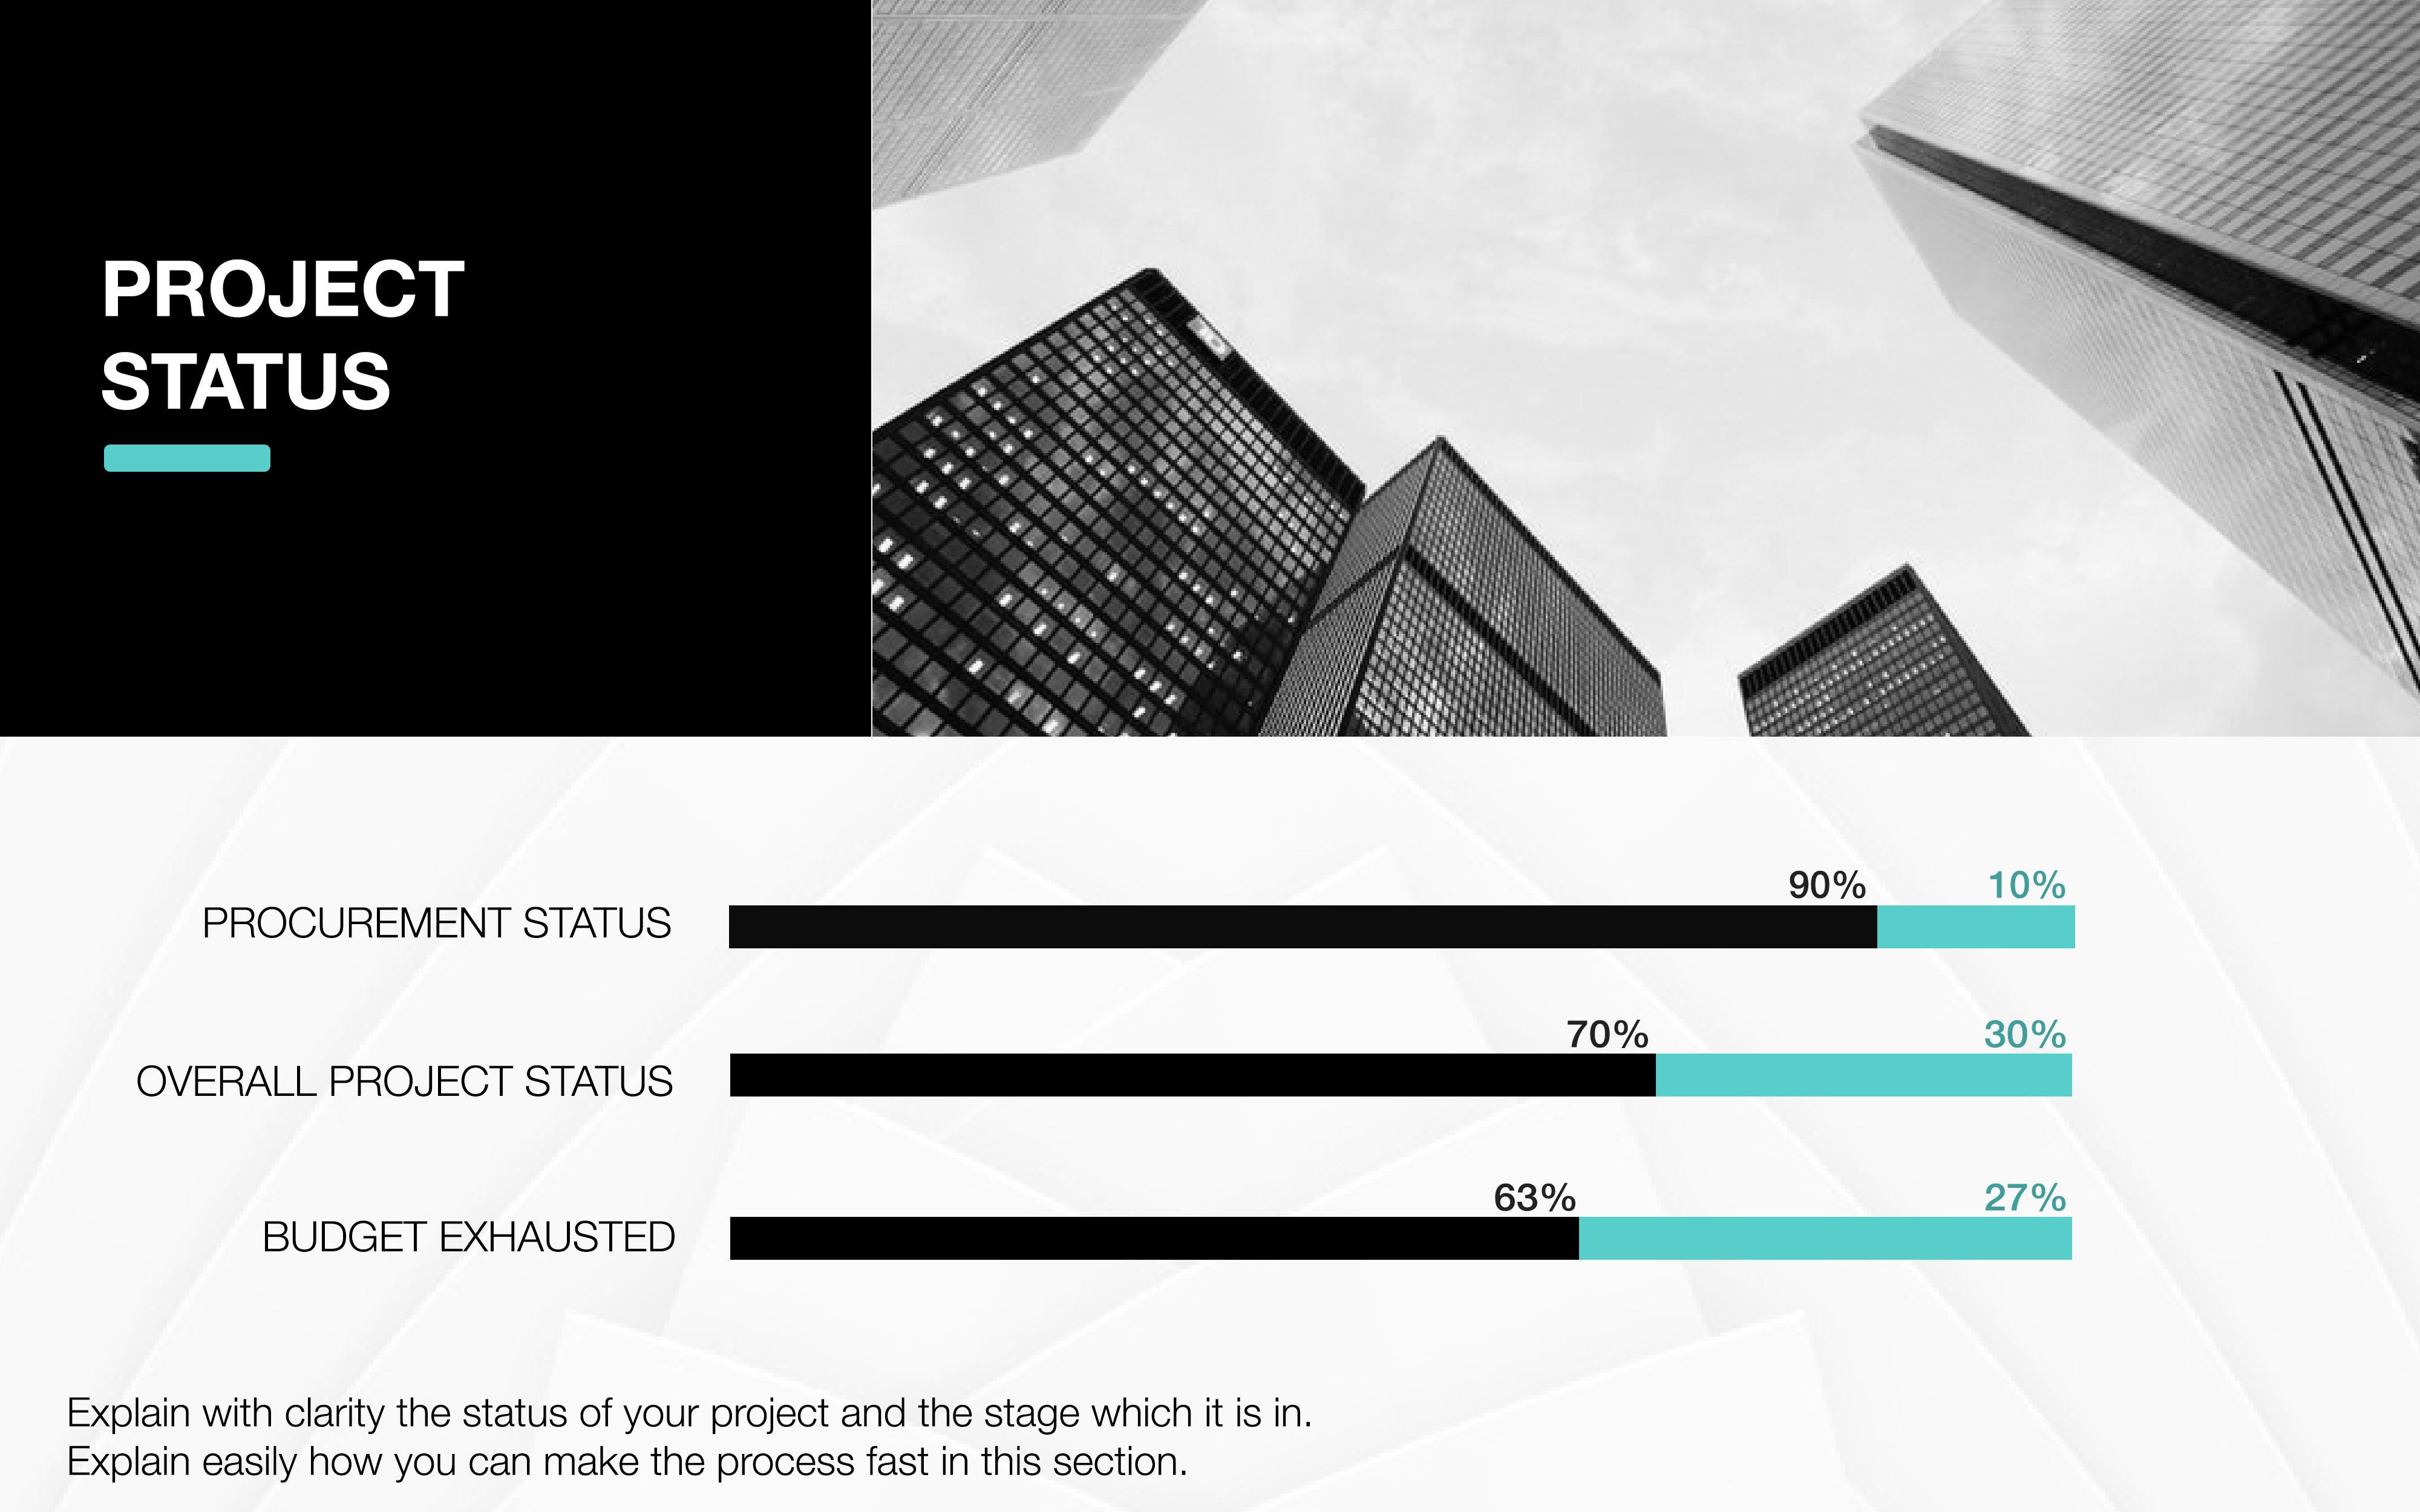 PROJECT
STATUS
90% 10%
PROCUREMENT STATUS
70% 30%
OVERALL PROJECT STATUS
63% 27%
BUDGET EXHAUSTED
Explain with clarity the status of your project and the stage which it is in.
Explain easily how you can make the process fast in this section.